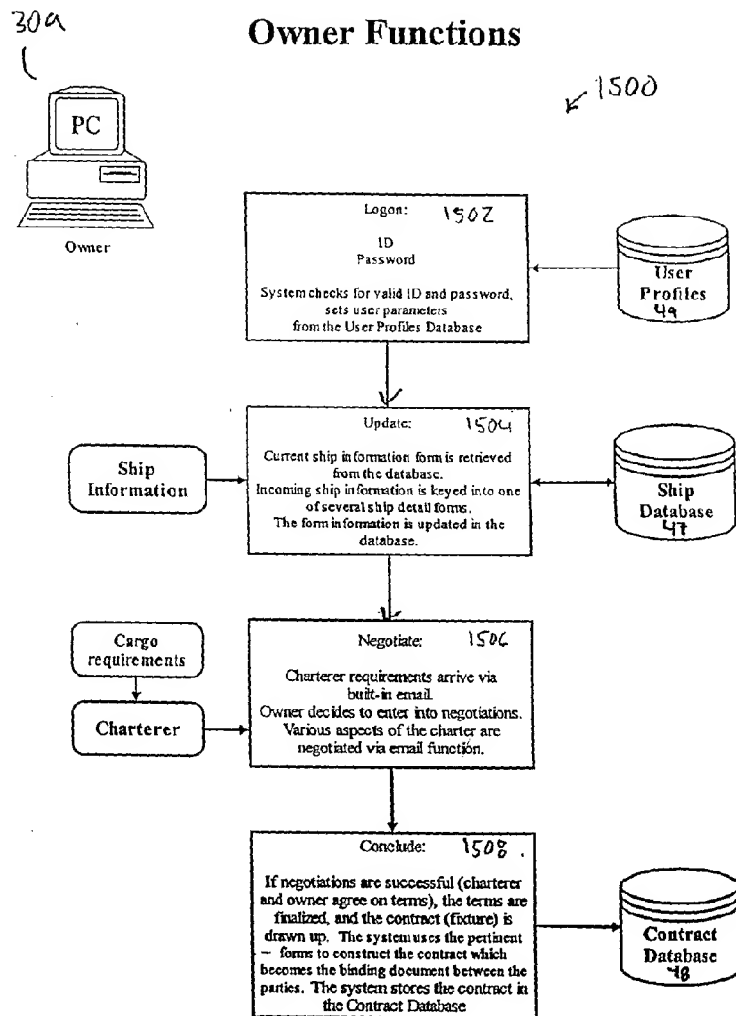 30a
Owner Functions
1500
PC
Owner
Logon: 1502
ID
Password
System checks for valid ID and password,
sets user parameters
from the User Profiles Database
User
Profiles
49
Update: 1504
Current ship information form is retrieved
from the database.
Incoming ship information is keyed into one
of several ship detail forms.
The form information is updated in the
database.
Ship
Information
Ship
Database
47
Cargo
requirements
Charterer
Negotiate: 1506
Charterer requirements arrive via
built-in email.
Owner decides to enter into negotiations.
Various aspects of the charter are
negotiated via email function.
Conclude: 1508
If negotiations are successful (charterer
and owner agree on terms), the terms are
finalized, and the contract (fixture) is
drawn up. The system uses the pertinent
forms to construct the contract which
becomes the binding document between the
parties. The system stores the contract in
the Contract Database
Contract
Database
48